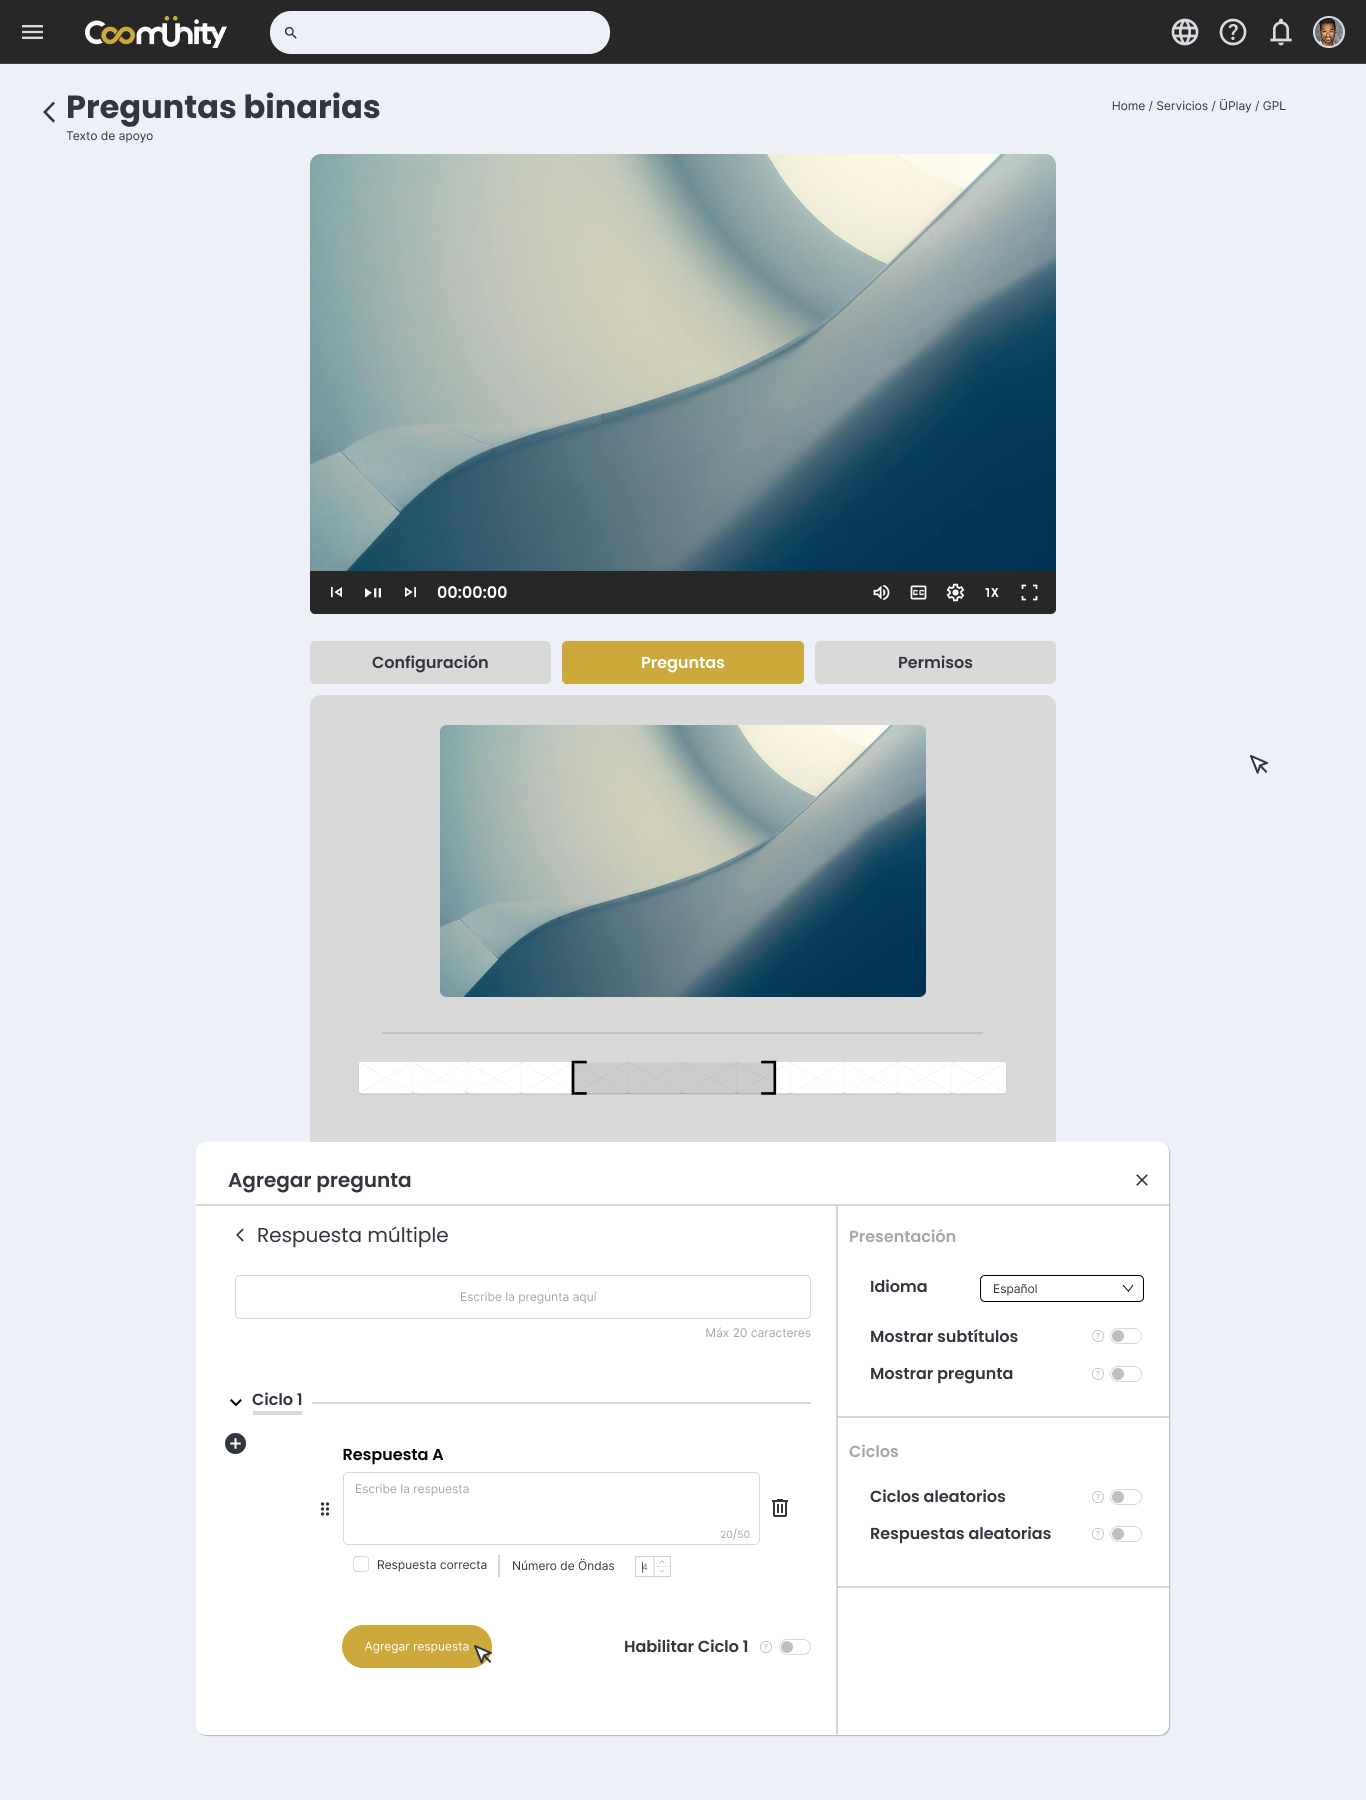 CoomÜnity
Preguntas binarias
Texto de apoyo
Home / Servicios / ÜPlay / GPL
00:00:00
CC
1X
Configuración
Preguntas
Permisos
Agregar pregunta
Respuesta múltiple
Escribe la pregunta aquí
Máx 20 caracteres
Ciclo 1
Respuesta A
Escribe la respuesta
20/50
Respuesta correcta
Número de Öndas
4
Agregar respuesta
Habilitar Ciclo 1
Presentación
Idioma
Español
Mostrar subtítulos
Mostrar pregunta
Ciclos
Ciclos aleatorios
Respuestas aleatorias